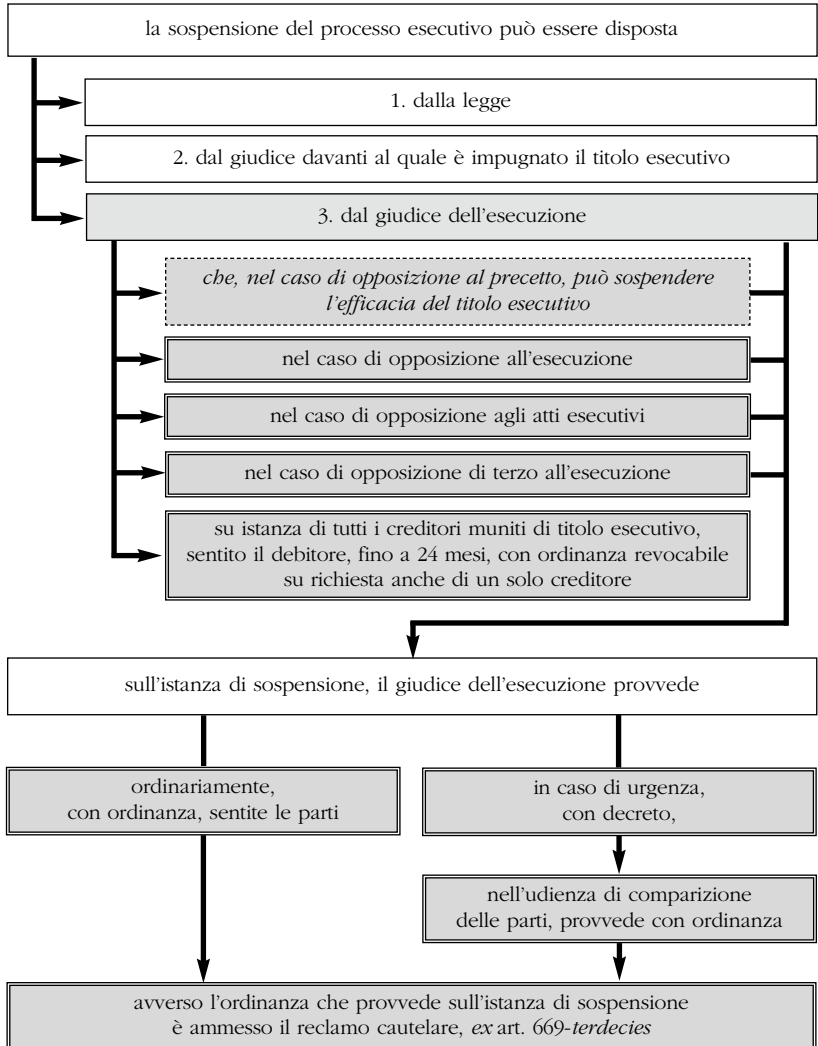 la sospensione del processo esecutivo può essere disposta
1. dalla legge
2. dal giudice davanti al quale è impugnato il titolo esecutivo
3. dal giudice dell'esecuzione
che, nel caso di opposizione al precetto, può sospendere
l'efficacia del titolo esecutivo
nel caso di opposizione all'esecuzione
nel caso di opposizione agli atti esecutivi
nel caso di opposizione di terzo all'esecuzione
su istanza di tutti i creditori muniti di titolo esecutivo,
sentito il debitore, fino a 24 mesi, con ordinanza revocabile
su richiesta anche di un solo creditore
sull'istanza di sospensione, il giudice dell'esecuzione provvede
ordinariamente,
con ordinanza, sentite le parti
in caso di urgenza,
con decreto,
nell'udienza di comparizione
delle parti, provvede con ordinanza
avverso l'ordinanza che provvede sull'istanza di sospensione
è ammesso il reclamo cautelare, ex art. 669-terdecies